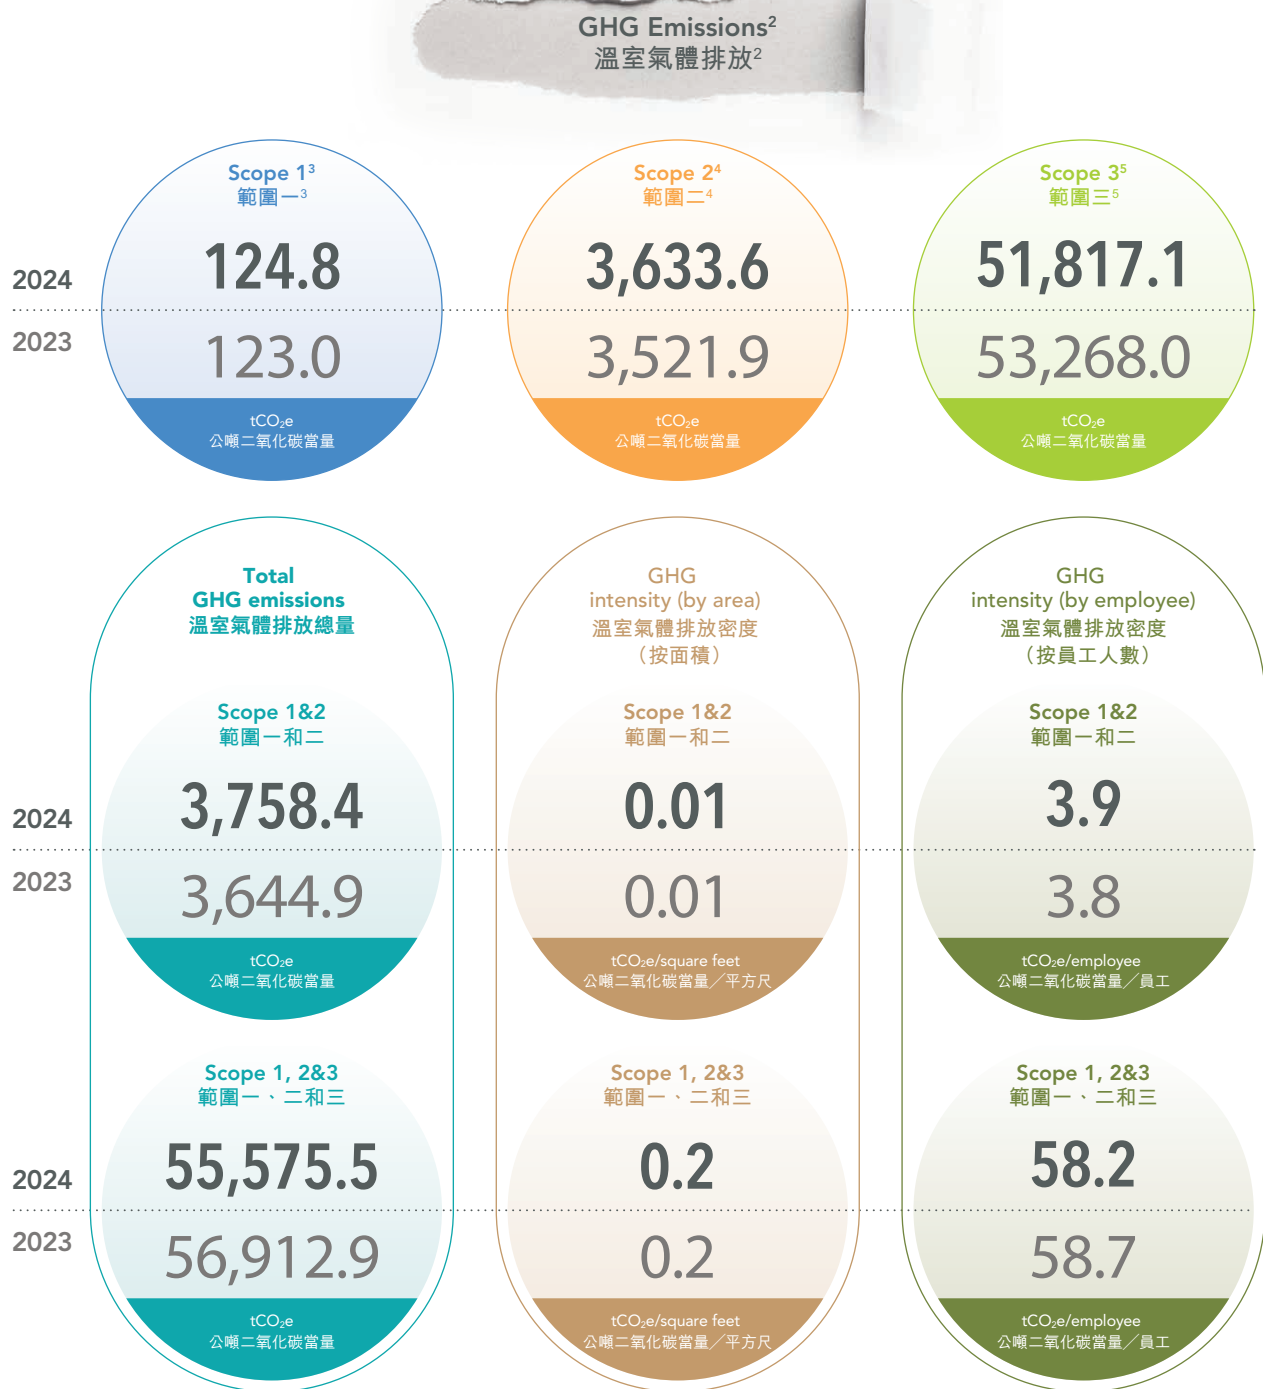 GHG Emissions²
溫室氣體排放²
Scope 1³
範圍一³
Scope 2⁴
範圍二⁴
Scope 3⁵
範圍三⁵
2024
124.8
3,633.6
51,817.1
2023
123.0
3,521.9
53,268.0
tCO₂e
公噸二氧化碳當量
tCO₂e
公噸二氧化碳當量
tCO₂e
公噸二氧化碳當量
Total
GHG emissions
溫室氣體排放總量
GHG
intensity (by area)
溫室氣體排放密度
（按面積）
GHG
intensity (by employee)
溫室氣體排放密度
（按員工人數）
Scope 1&2
範圍一和二
Scope 1&2
範圍一和二
Scope 1&2
範圍一和二
2024
3,758.4
0.01
3.9
2023
3,644.9
0.01
3.8
tCO₂e
公噸二氧化碳當量
tCO₂e/square feet
公噸二氧化碳當量／平方尺
tCO₂e/employee
公噸二氧化碳當量／員工
Scope 1, 2&3
範圍一、二和三
Scope 1, 2&3
範圍一、二和三
Scope 1, 2&3
範圍一、二和三
2024
55,575.5
0.2
58.2
2023
56,912.9
0.2
58.7
tCO₂e
公噸二氧化碳當量
tCO₂e/square feet
公噸二氧化碳當量／平方尺
tCO₂e/employee
公噸二氧化碳當量／員工